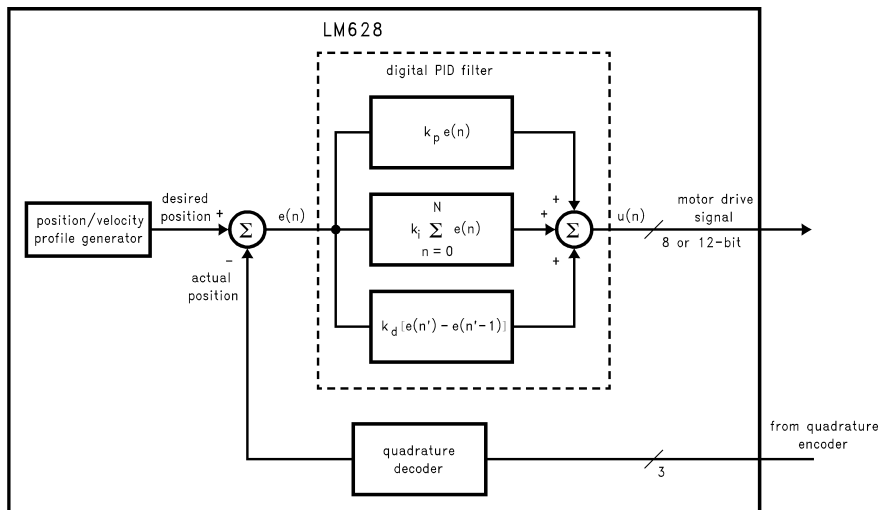 LM628
digital PID filter
k_p e(n)
position/velocity
profile generator
desired
position
+
Σ
-
actual
position
e(n)
N
k_i Σ e(n)
n = 0
k_d [e(n')-e(n'-1)]
+
+
+
Σ
u(n)
motor drive
signal
8 or 12-bit
quadrature
decoder
3
from quadrature
encoder